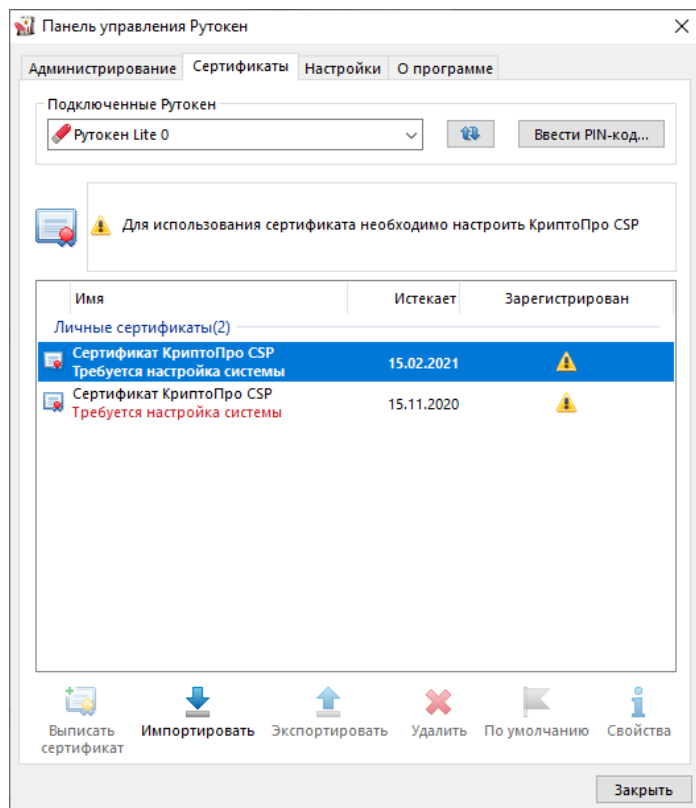 Панель управления Рутокен
Администрирование Сертификаты Настройки О программе
Подключенные Рутокен
Рутокен Lite 0
Ввести PIN-код...
Для использования сертификата необходимо настроить КриптоПро CSP
Имя Истекает Зарегистрирован
Личные сертификаты(2)
Сертификат КриптоПро CSP
Требуется настройка системы
15.02.2021
Сертификат КриптоПро CSP
Требуется настройка системы
15.11.2020
Выписать
сертификат
Импортировать Экспортировать Удалить По умолчанию Свойства
Закрыть